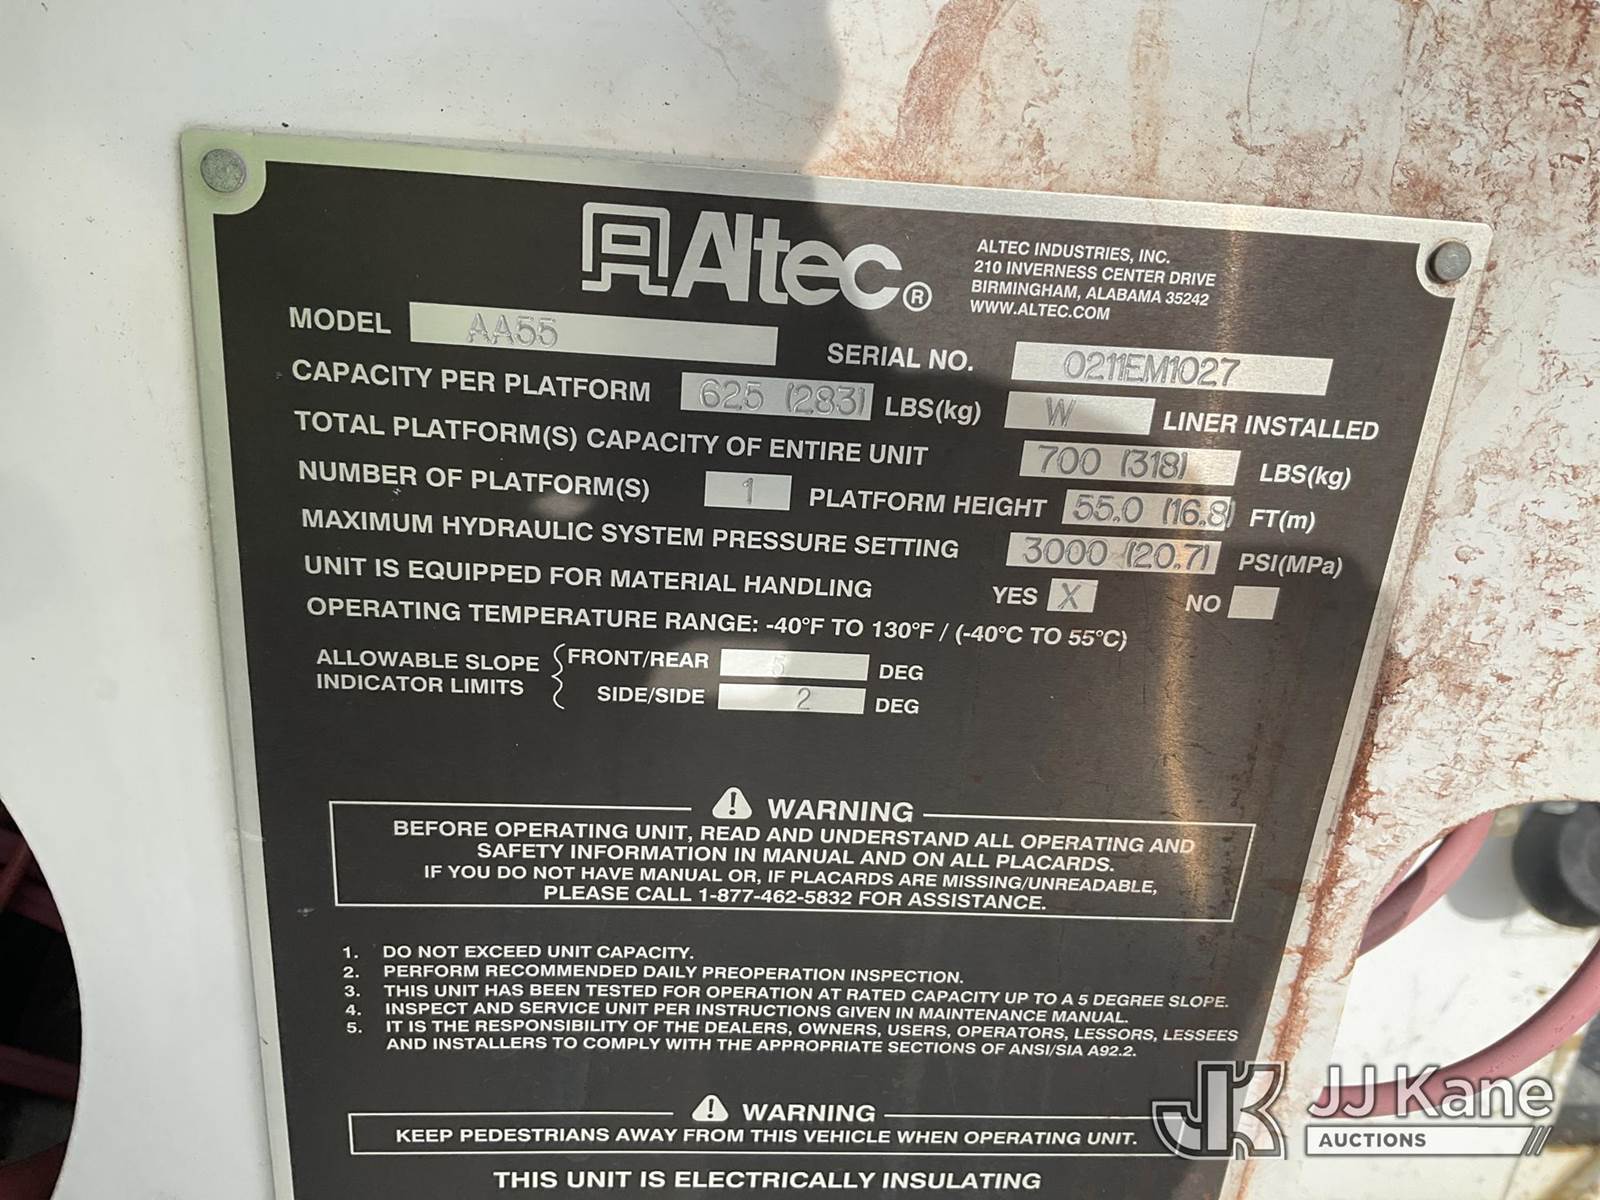 Altec®
ALTEC INDUSTRIES, INC.
210 INVERNESS CENTER DRIVE
BIRMINGHAM, ALABAMA 35242
WWW.ALTEC.COM
MODEL AA55
SERIAL NO. 0211EM1027
CAPACITY PER PLATFORM 625 (283) LBS(kg) W LINER INSTALLED
TOTAL PLATFORM(S) CAPACITY OF ENTIRE UNIT 700 (318) LBS(kg)
NUMBER OF PLATFORM(S) 1 PLATFORM HEIGHT 55.0 (16.8) FT(m)
MAXIMUM HYDRAULIC SYSTEM PRESSURE SETTING 3000 (20.7) PSI(MPa)
UNIT IS EQUIPPED FOR MATERIAL HANDLING YES X NO
OPERATING TEMPERATURE RANGE: -40°F TO 130°F / (-40°C TO 55°C)
ALLOWABLE SLOPE INDICATOR LIMITS
FRONT/REAR 5 DEG
SIDE/SIDE 2 DEG
WARNING
BEFORE OPERATING UNIT, READ AND UNDERSTAND ALL OPERATING AND
SAFETY INFORMATION IN MANUAL AND ON ALL PLACARDS.
IF YOU DO NOT HAVE MANUAL OR, IF PLACARDS ARE MISSING/UNREADABLE,
PLEASE CALL 1-877-462-5832 FOR ASSISTANCE.
1. DO NOT EXCEED UNIT CAPACITY.
2. PERFORM RECOMMENDED DAILY PREOPERATION INSPECTION.
3. THIS UNIT HAS BEEN TESTED FOR OPERATION AT RATED CAPACITY UP TO A 5 DEGREE SLOPE.
4. INSPECT AND SERVICE UNIT PER INSTRUCTIONS GIVEN IN MAINTENANCE MANUAL.
5. IT IS THE RESPONSIBILITY OF THE DEALERS, OWNERS, USERS, OPERATORS, LESSORS, LESSEES
AND INSTALLERS TO COMPLY WITH THE APPROPRIATE SECTIONS OF ANSI/SIA A92.2.
WARNING
KEEP PEDESTRIANS AWAY FROM THIS VEHICLE WHEN OPERATING UNIT.
THIS UNIT IS ELECTRICALLY INSULATING
JK JJ Kane
AUCTIONS